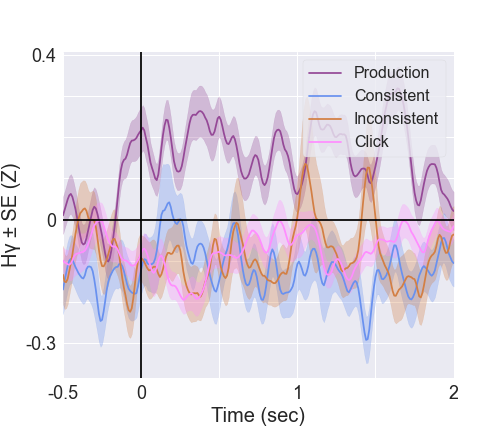 0.4
Production
Consistent
Inconsistent
Click
0
-0.3
Hγ ± SE (Z)
-0.5 0 1 2
Time (sec)